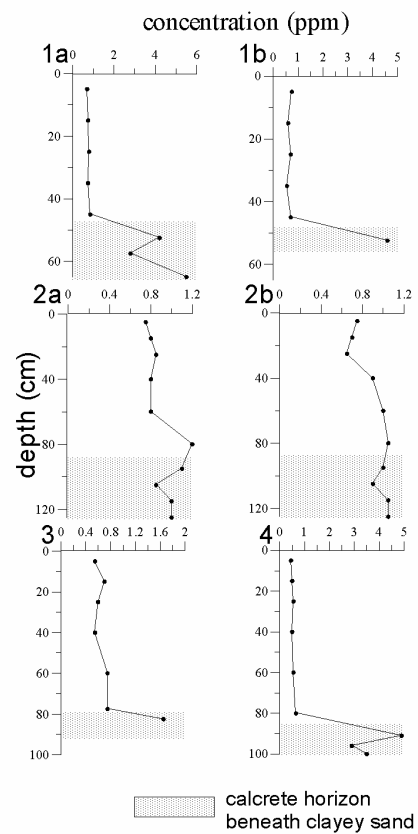 concentration (ppm)
1a 0 2 4 6
0
20
40
60
1b 0 1 2 3 4 5
0
20
40
60
2a 0 0.4 0.8 1.2
0
40
80
120
2b 0 0.4 0.8 1.2
0
40
80
120
depth (cm)
3 0 0.4 0.8 1.2 1.6 2
0
20
40
60
80
100
4 0 1 2 3 4 5
0
20
40
60
80
100
calcrete horizon
beneath clayey sand